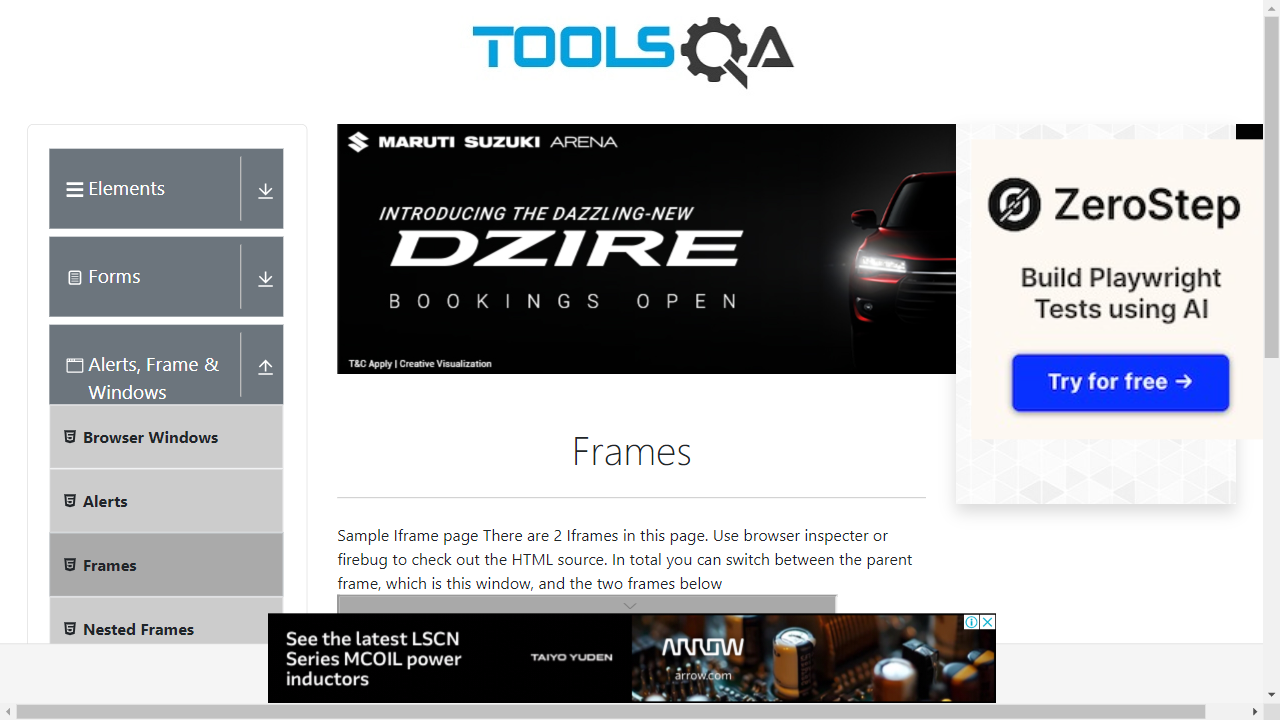 TOOLSQA
Elements
Forms
Alerts, Frame &
Windows
Browser Windows
Alerts
Frames
Nested Frames
MARUTI SUZUKI ARENA
INTRODUCING THE DAZZLING-NEW
DZIRE
BOOKINGS OPEN
T&C Apply | Creative Visualization
ZeroStep
Build Playwright
Tests using AI
Try for free →
Frames
Sample Iframe page There are 2 Iframes in this page. Use browser inspecter or
firebug to check out the HTML source. In total you can switch between the parent
frame, which is this window, and the two frames below
See the latest LSCN
Series MCOIL power
inductors
TAIYO YUDEN
ARROW
arrow.com